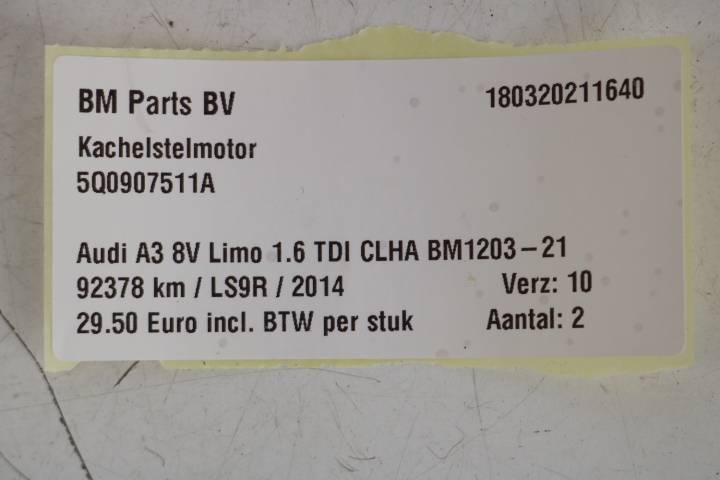 BM Parts BV 180320211640
Kachelstelmotor
5Q0907511A
Audi A3 8V Limo 1.6 TDI CLHA BM1203-21
92378 km / LS9R / 2014 Verz: 10
29.50 Euro incl. BTW per stuk Aantal: 2